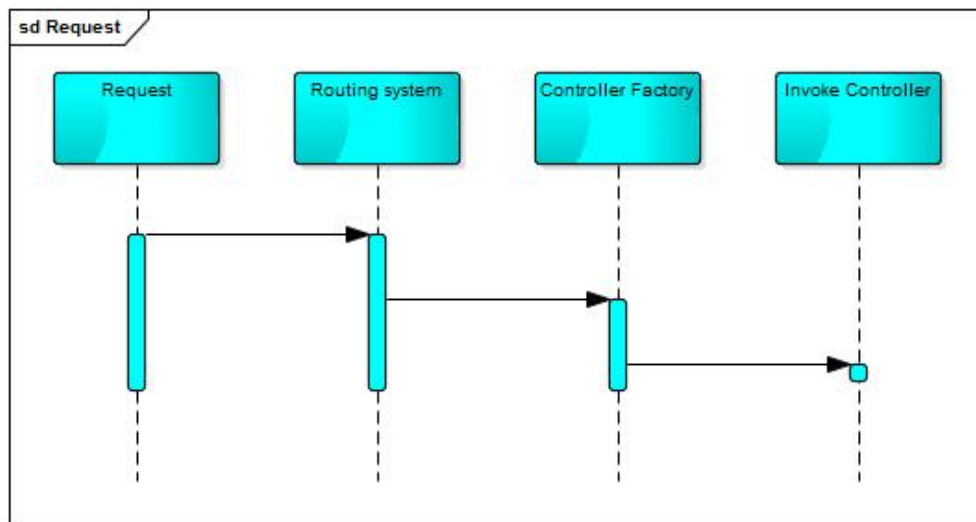 sd Request
Request
Routing system
Controller Factory
Invoke Controller